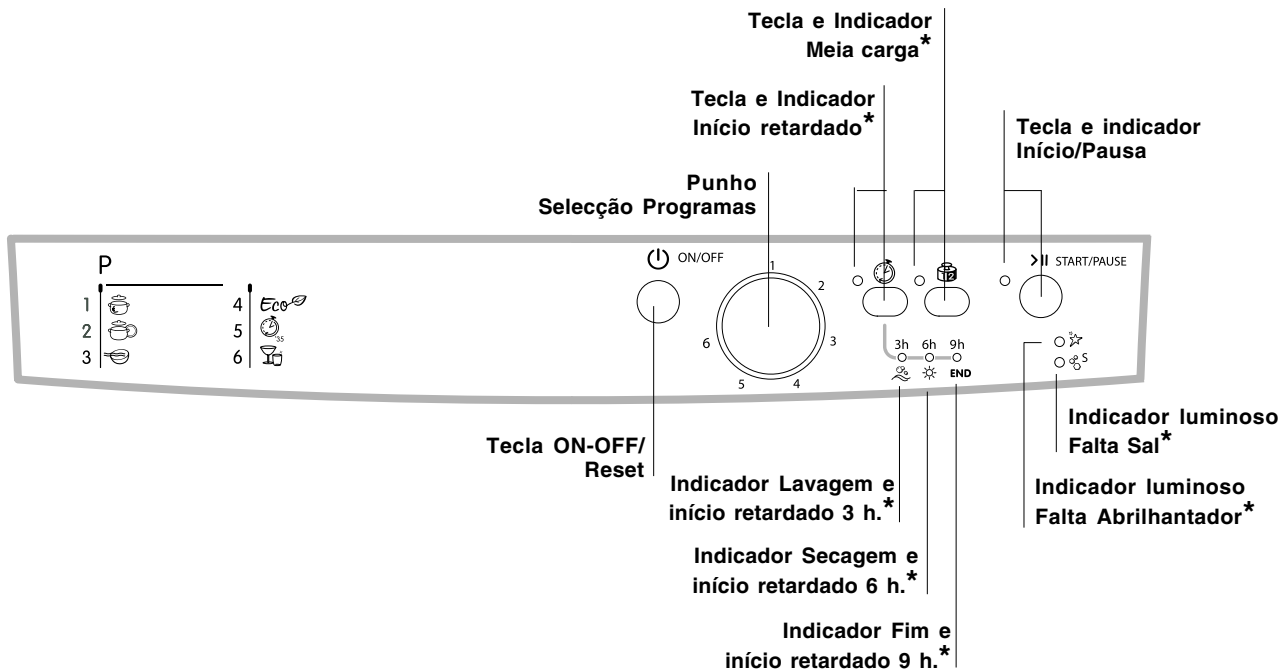 Tecla e Indicador
Meia carga*
Tecla e Indicador
Início retardado*
Tecla e indicador
Início/Pausa
Punho
Selecção Programas
P
1
2
3
4 Eco
5 35
6
ON/OFF
1
2
3
4
5
6
START/PAUSE
3h 6h 9h
END
S
Tecla ON-OFF/
Reset
Indicador Lavagem e
início retardado 3 h.*
Indicador Secagem e
início retardado 6 h.*
Indicador Fim e
início retardado 9 h.*
Indicador luminoso
Falta Sal*
Indicador luminoso
Falta Abrilhantador*